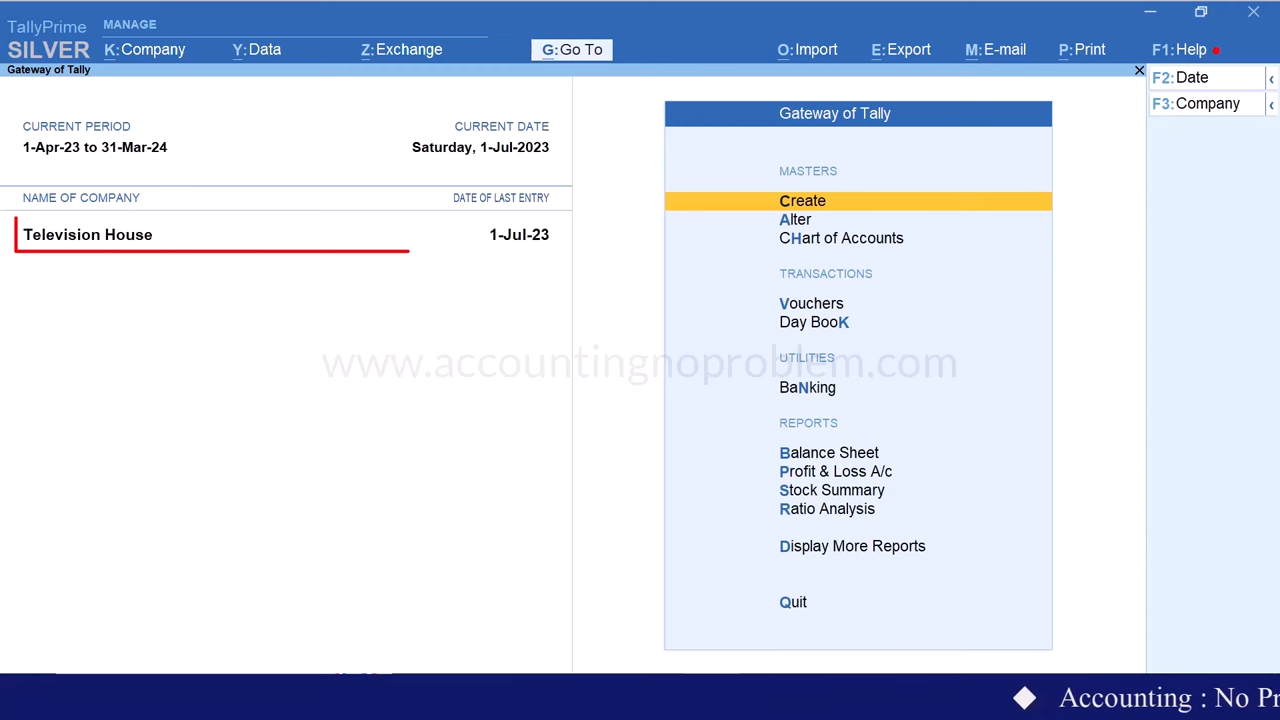 TallyPrime
MANAGE
SILVER
K:Company
Y:Data
Z:Exchange
G:Go To
O:Import
E:Export
M:E-mail
P:Print
F1:Help
Gateway of Tally
F2:Date
F3:Company
CURRENT PERIOD
CURRENT DATE
1-Apr-23 to 31-Mar-24
Saturday, 1-Jul-2023
NAME OF COMPANY
DATE OF LAST ENTRY
Television House
1-Jul-23
Gateway of Tally
MASTERS
Create
Alter
CHart of Accounts
TRANSACTIONS
Vouchers
Day BooK
UTILITIES
BaNking
REPORTS
Balance Sheet
Profit & Loss A/c
Stock Summary
Ratio Analysis
Display More Reports
Quit
www.accountingnoproblem.com
Accounting : No Pr